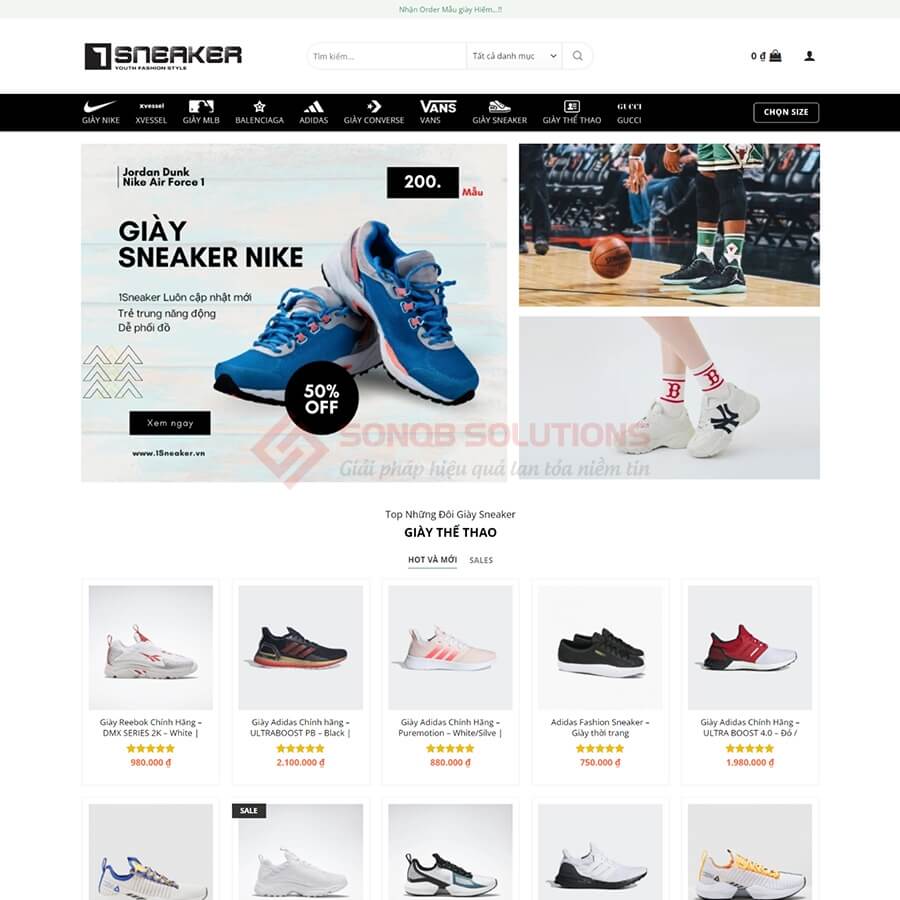 Nhận Order Mẫu giày Hiếm...!!
1SNEAKER
YOUTH FASHION STYLE
Tìm kiếm...
Tất cả danh mục
0 ₫
xvessel
VANS
GUCCI
GIÀY NIKE
XVESSEL
GIÀY MLB
BALENCIAGA
ADIDAS
GIÀY CONVERSE
VANS
GIÀY SNEAKER
GIÀY THỂ THAO
GUCCI
CHỌN SIZE
Jordan Dunk
Nike Air Force 1
200.
Mẫu
GIÀY
SNEAKER NIKE
1Sneaker Luôn cập nhật mới
Trẻ trung năng động
Dễ phối đồ
50%
OFF
Xem ngay
www.1Sneaker.vn
SONOB SOLUTIONS
Giải pháp hiệu quả lan tỏa niềm tin
Top Những Đôi Giày Sneaker
GIÀY THỂ THAO
HOT VÀ MỚI
SALES
Giày Reebok Chính Hãng –
DMX SERIES 2K – White |
980.000 ₫
Giày Adidas Chính hãng –
ULTRABOOST PB – Black |
2.100.000 ₫
Giày Adidas Chính Hãng –
Puremotion – White/Silve |
880.000 ₫
Adidas Fashion Sneaker –
Giày thời trang
750.000 ₫
Giày Adidas Chính Hãng –
ULTRA BOOST 4.0 – Đỏ /
1.980.000 ₫
SALE